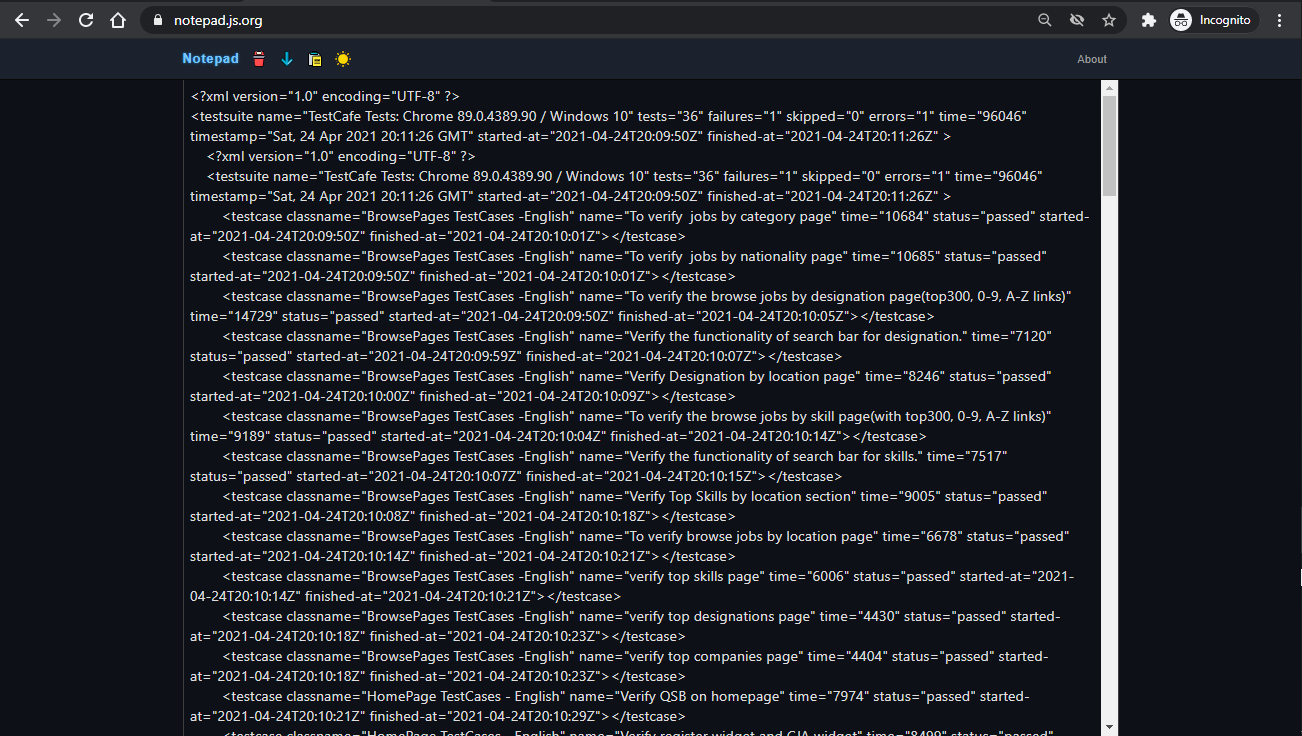 notepad.js.org
Incognito
Notepad
About
<?xml version="1.0" encoding="UTF-8" ?>
<testsuite name="TestCafe Tests: Chrome 89.0.4389.90 / Windows 10" tests="36" failures="1" skipped="0" errors="1" time="96046"
timestamp="Sat, 24 Apr 2021 20:11:26 GMT" started-at="2021-04-24T20:09:50Z" finished-at="2021-04-24T20:11:26Z" >
<?xml version="1.0" encoding="UTF-8" ?>
<testsuite name="TestCafe Tests: Chrome 89.0.4389.90 / Windows 10" tests="36" failures="1" skipped="0" errors="1" time="96046"
timestamp="Sat, 24 Apr 2021 20:11:26 GMT" started-at="2021-04-24T20:09:50Z" finished-at="2021-04-24T20:11:26Z" >
<testcase classname="BrowsePages TestCases -English" name="To verify  jobs by category page" time="10684" status="passed" started-
at="2021-04-24T20:09:50Z" finished-at="2021-04-24T20:10:01Z"></testcase>
<testcase classname="BrowsePages TestCases -English" name="To verify  jobs by nationality page" time="10685" status="passed"
started-at="2021-04-24T20:09:50Z" finished-at="2021-04-24T20:10:01Z"></testcase>
<testcase classname="BrowsePages TestCases -English" name="To verify the browse jobs by designation page(top300, 0-9, A-Z links)"
time="14729" status="passed" started-at="2021-04-24T20:09:50Z" finished-at="2021-04-24T20:10:05Z"></testcase>
<testcase classname="BrowsePages TestCases -English" name="Verify the functionality of search bar for designation." time="7120"
status="passed" started-at="2021-04-24T20:09:59Z" finished-at="2021-04-24T20:10:07Z"></testcase>
<testcase classname="BrowsePages TestCases -English" name="Verify Designation by location page" time="8246" status="passed"
started-at="2021-04-24T20:10:00Z" finished-at="2021-04-24T20:10:09Z"></testcase>
<testcase classname="BrowsePages TestCases -English" name="To verify the browse jobs by skill page(with top300, 0-9, A-Z links)"
time="9189" status="passed" started-at="2021-04-24T20:10:04Z" finished-at="2021-04-24T20:10:14Z"></testcase>
<testcase classname="BrowsePages TestCases -English" name="Verify the functionality of search bar for skills." time="7517"
status="passed" started-at="2021-04-24T20:10:07Z" finished-at="2021-04-24T20:10:15Z"></testcase>
<testcase classname="BrowsePages TestCases -English" name="Verify Top Skills by location section" time="9005" status="passed"
started-at="2021-04-24T20:10:08Z" finished-at="2021-04-24T20:10:18Z"></testcase>
<testcase classname="BrowsePages TestCases -English" name="To verify browse jobs by location page" time="6678" status="passed"
started-at="2021-04-24T20:10:14Z" finished-at="2021-04-24T20:10:21Z"></testcase>
<testcase classname="BrowsePages TestCases -English" name="verify top skills page" time="6006" status="passed" started-at="2021-
04-24T20:10:14Z" finished-at="2021-04-24T20:10:21Z"></testcase>
<testcase classname="BrowsePages TestCases -English" name="verify top designations page" time="4430" status="passed" started-
at="2021-04-24T20:10:18Z" finished-at="2021-04-24T20:10:23Z"></testcase>
<testcase classname="BrowsePages TestCases -English" name="verify top companies page" time="4404" status="passed" started-
at="2021-04-24T20:10:18Z" finished-at="2021-04-24T20:10:23Z"></testcase>
<testcase classname="HomePage TestCases - English" name="Verify QSB on homepage" time="7974" status="passed" started-
at="2021-04-24T20:10:21Z" finished-at="2021-04-24T20:10:29Z"></testcase>
<testcase classname="HomePage TestCases - English" name="Verify register widget and CJA widget" time="8499" status="passed"